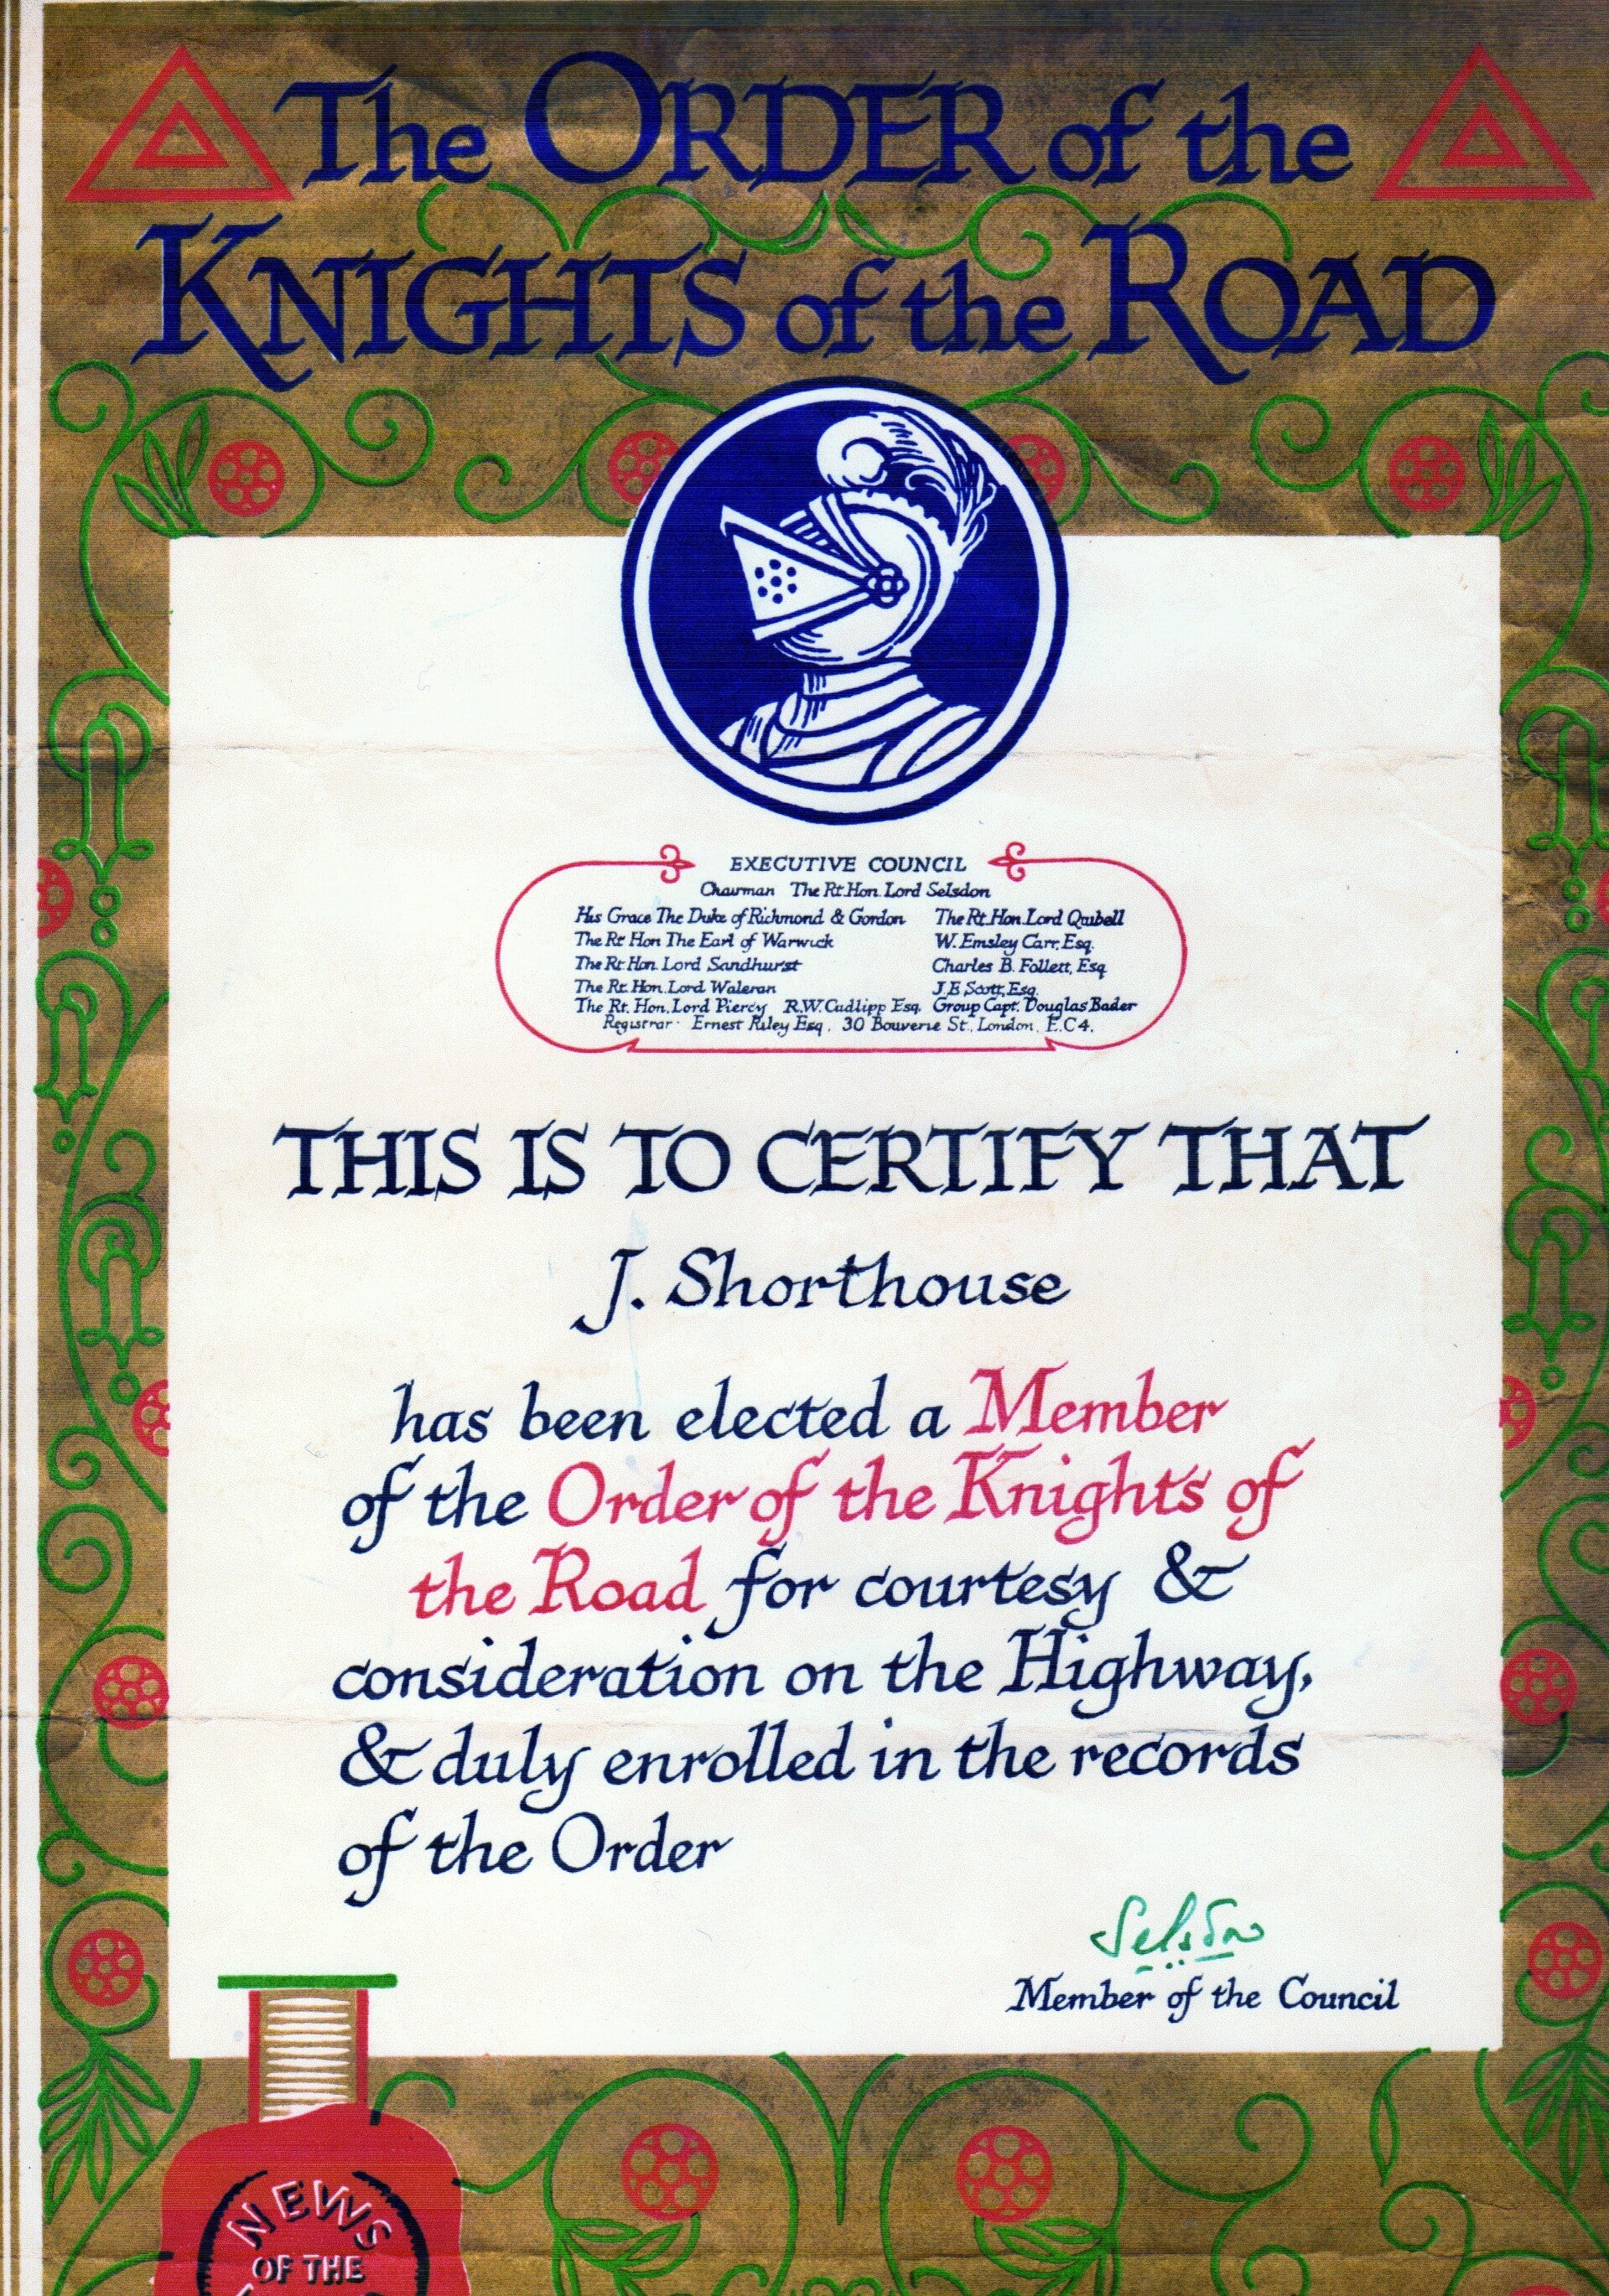 The ORDER of the
KNIGHTS of the ROAD
EXECUTIVE COUNCIL
Chairman The Rt. Hon. Lord Selsdon
His Grace The Duke of Richmond & Gordon The Rt. Hon. Lord Quibell
The Rt Hon The Earl of Warwick W. Emsley Carr, Esq.
The Rt. Hon. Lord Sandhurst Charles B. Follett, Esq
The Rt. Hon. Lord Waleran J.E Scott, Esq.
The Rt. Hon. Lord Piercy R.W. Cudlipp Esq. Group Capt. Douglas Bader
Registrar · Ernest Riley Esq, 30 Bouverie St., London, E.C 4.
THIS IS TO CERTIFY THAT
J. Shorthouse
has been elected a Member
of the Order of the Knights of
the Road for courtesy &
consideration on the Highway,
& duly enrolled in the records
of the Order
Selsdon
Member of the Council
NEWS
OF THE